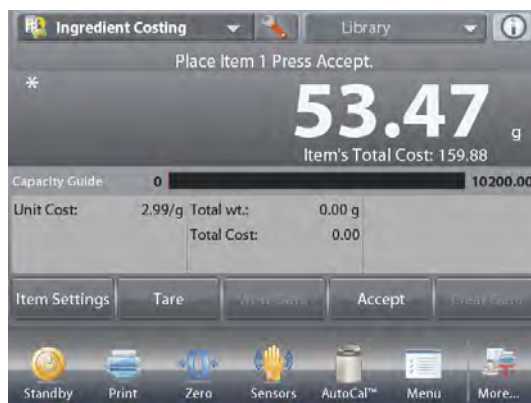 Ingredient Costing Library
Place Item 1 Press Accept.
*
53.47 g
Item's Total Cost: 159.88
Capacity Guide 0 10200.00
Unit Cost: 2.99/g Total wt.: 0.00 g
Total Cost: 0.00
Item Settings Tare Accept
Standby Print Zero Sensors AutoCal™ Menu More...